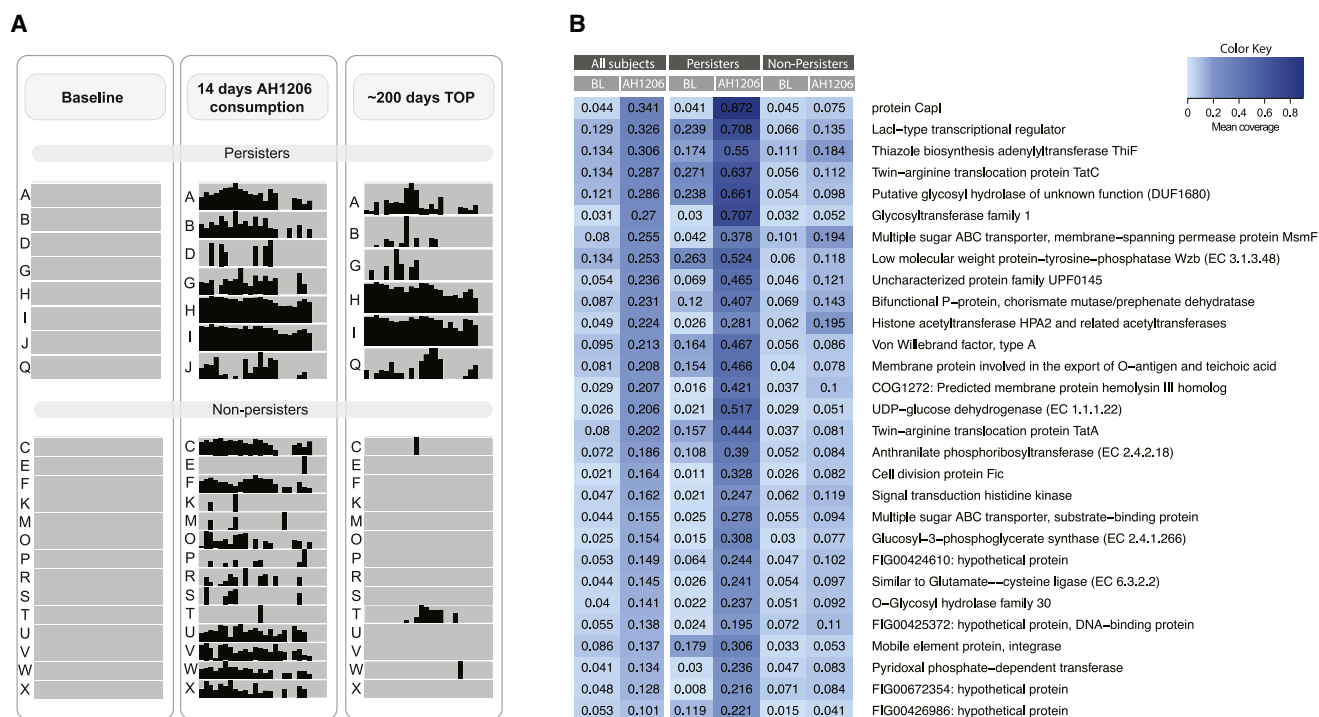 A
Baseline
14 days AH1206
consumption
~200 days TOP
Persisters
A
B
D
G
H
I
J
Q
A
B
D
G
H
I
J
A
B
G
H
I
Q
Non-persisters
C
E
F
K
M
O
P
R
S
T
U
V
W
X
C
E
F
K
M
O
P
R
S
T
U
V
W
X
C
E
F
K
M
O
P
R
S
T
U
V
W
X
B
Color Key
0 0.2 0.4 0.6 0.8
Mean coverage
All subjects Persisters Non-Persisters
BL AH1206 BL AH1206 BL AH1206
0.044 0.341 0.041 0.872 0.045 0.075 protein CapI
0.129 0.326 0.239 0.708 0.066 0.135 LacI-type transcriptional regulator
0.134 0.306 0.174 0.55 0.111 0.184 Thiazole biosynthesis adenylyltransferase ThiF
0.134 0.287 0.271 0.637 0.056 0.112 Twin-arginine translocation protein TatC
0.121 0.286 0.238 0.661 0.054 0.098 Putative glycosyl hydrolase of unknown function (DUF1680)
0.031 0.27 0.03 0.707 0.032 0.052 Glycosyltransferase family 1
0.08 0.255 0.042 0.378 0.101 0.194 Multiple sugar ABC transporter, membrane-spanning permease protein MsmF
0.134 0.253 0.263 0.524 0.06 0.118 Low molecular weight protein-tyrosine-phosphatase Wzb (EC 3.1.3.48)
0.054 0.236 0.069 0.465 0.046 0.121 Uncharacterized protein family UPF0145
0.087 0.231 0.12 0.407 0.069 0.143 Bifunctional P-protein, chorismate mutase/prephenate dehydratase
0.049 0.224 0.026 0.281 0.062 0.195 Histone acetyltransferase HPA2 and related acetyltransferases
0.095 0.213 0.164 0.467 0.056 0.086 Von Willebrand factor, type A
0.081 0.208 0.154 0.466 0.04 0.078 Membrane protein involved in the export of O-antigen and teichoic acid
0.029 0.207 0.016 0.421 0.037 0.1 COG1272: Predicted membrane protein hemolysin III homolog
0.026 0.206 0.021 0.517 0.029 0.051 UDP-glucose dehydrogenase (EC 1.1.1.22)
0.08 0.202 0.157 0.444 0.037 0.081 Twin-arginine translocation protein TatA
0.072 0.186 0.108 0.39 0.052 0.084 Anthranilate phosphoribosyltransferase (EC 2.4.2.18)
0.021 0.164 0.011 0.328 0.026 0.082 Cell division protein Fic
0.047 0.162 0.021 0.247 0.062 0.119 Signal transduction histidine kinase
0.044 0.155 0.025 0.278 0.055 0.094 Multiple sugar ABC transporter, substrate-binding protein
0.025 0.154 0.015 0.308 0.03 0.077 Glucosyl-3-phosphoglycerate synthase (EC 2.4.1.266)
0.053 0.149 0.064 0.244 0.047 0.102 FIG00424610: hypothetical protein
0.044 0.145 0.026 0.241 0.054 0.097 Similar to Glutamate--cysteine ligase (EC 6.3.2.2)
0.04 0.141 0.022 0.237 0.051 0.092 O-Glycosyl hydrolase family 30
0.055 0.138 0.024 0.195 0.072 0.11 FIG00425372: hypothetical protein, DNA-binding protein
0.086 0.137 0.179 0.306 0.033 0.053 Mobile element protein, integrase
0.041 0.134 0.03 0.236 0.047 0.083 Pyridoxal phosphate-dependent transferase
0.048 0.128 0.008 0.216 0.071 0.084 FIG00672354: hypothetical protein
0.053 0.101 0.119 0.221 0.015 0.041 FIG00426986: hypothetical protein